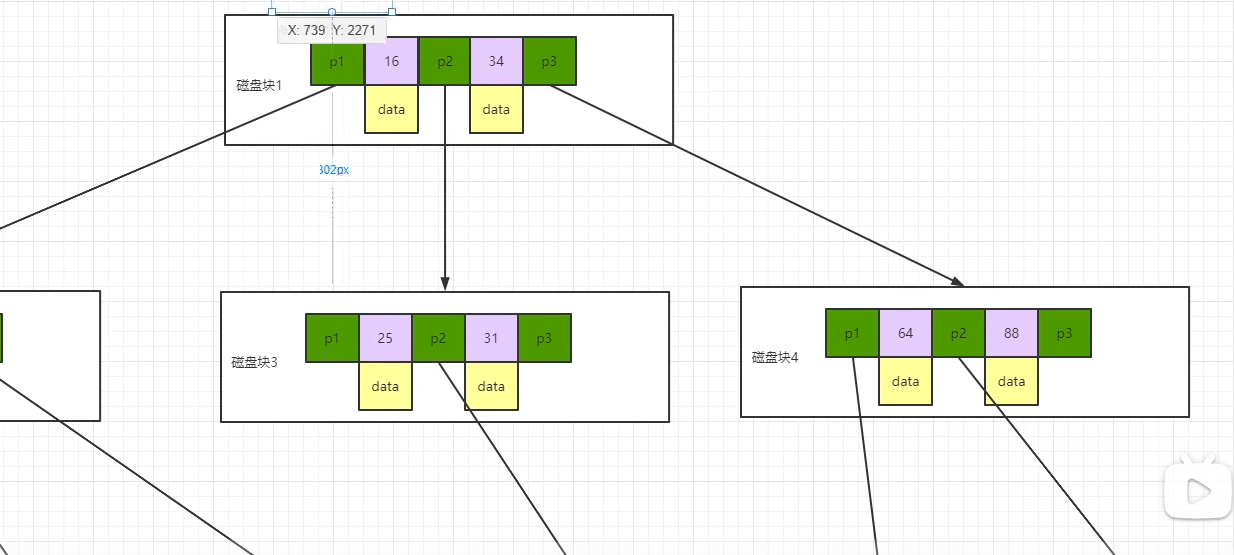 X: 739 Y: 2271
p1 16 p2 34 p3
磁盘块1
data data
302px
p1 25 p2 31 p3
磁盘块3
data data
p1 64 p2 88 p3
磁盘块4
data data